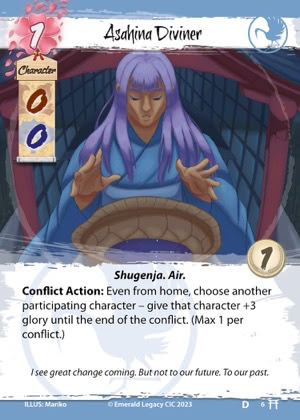 1
Asahina Diviner
Character
0
0
1
Shugenja. Air.
Conflict Action: Even from home, choose another
participating character – give that character +3
glory until the end of the conflict. (Max 1 per
conflict.)
I see great change coming. But not to our future. To our past.
ILLUS: Mariko © Emerald Legacy CIC 2023 D 6